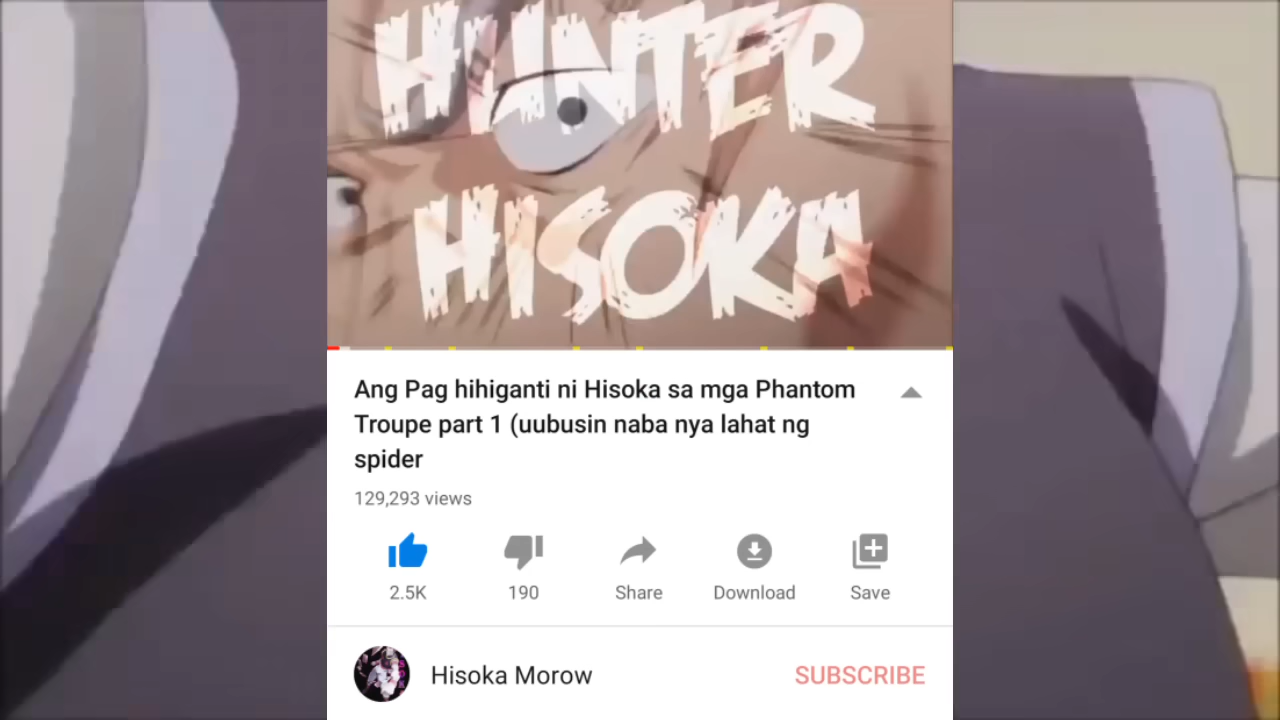 HUNTER
HISOKA
Ang Pag hihiganti ni Hisoka sa mga Phantom
Troupe part 1 (uubusin naba nya lahat ng
spider
129,293 views
2.5K 190 Share Download Save
Hisoka Morow SUBSCRIBE